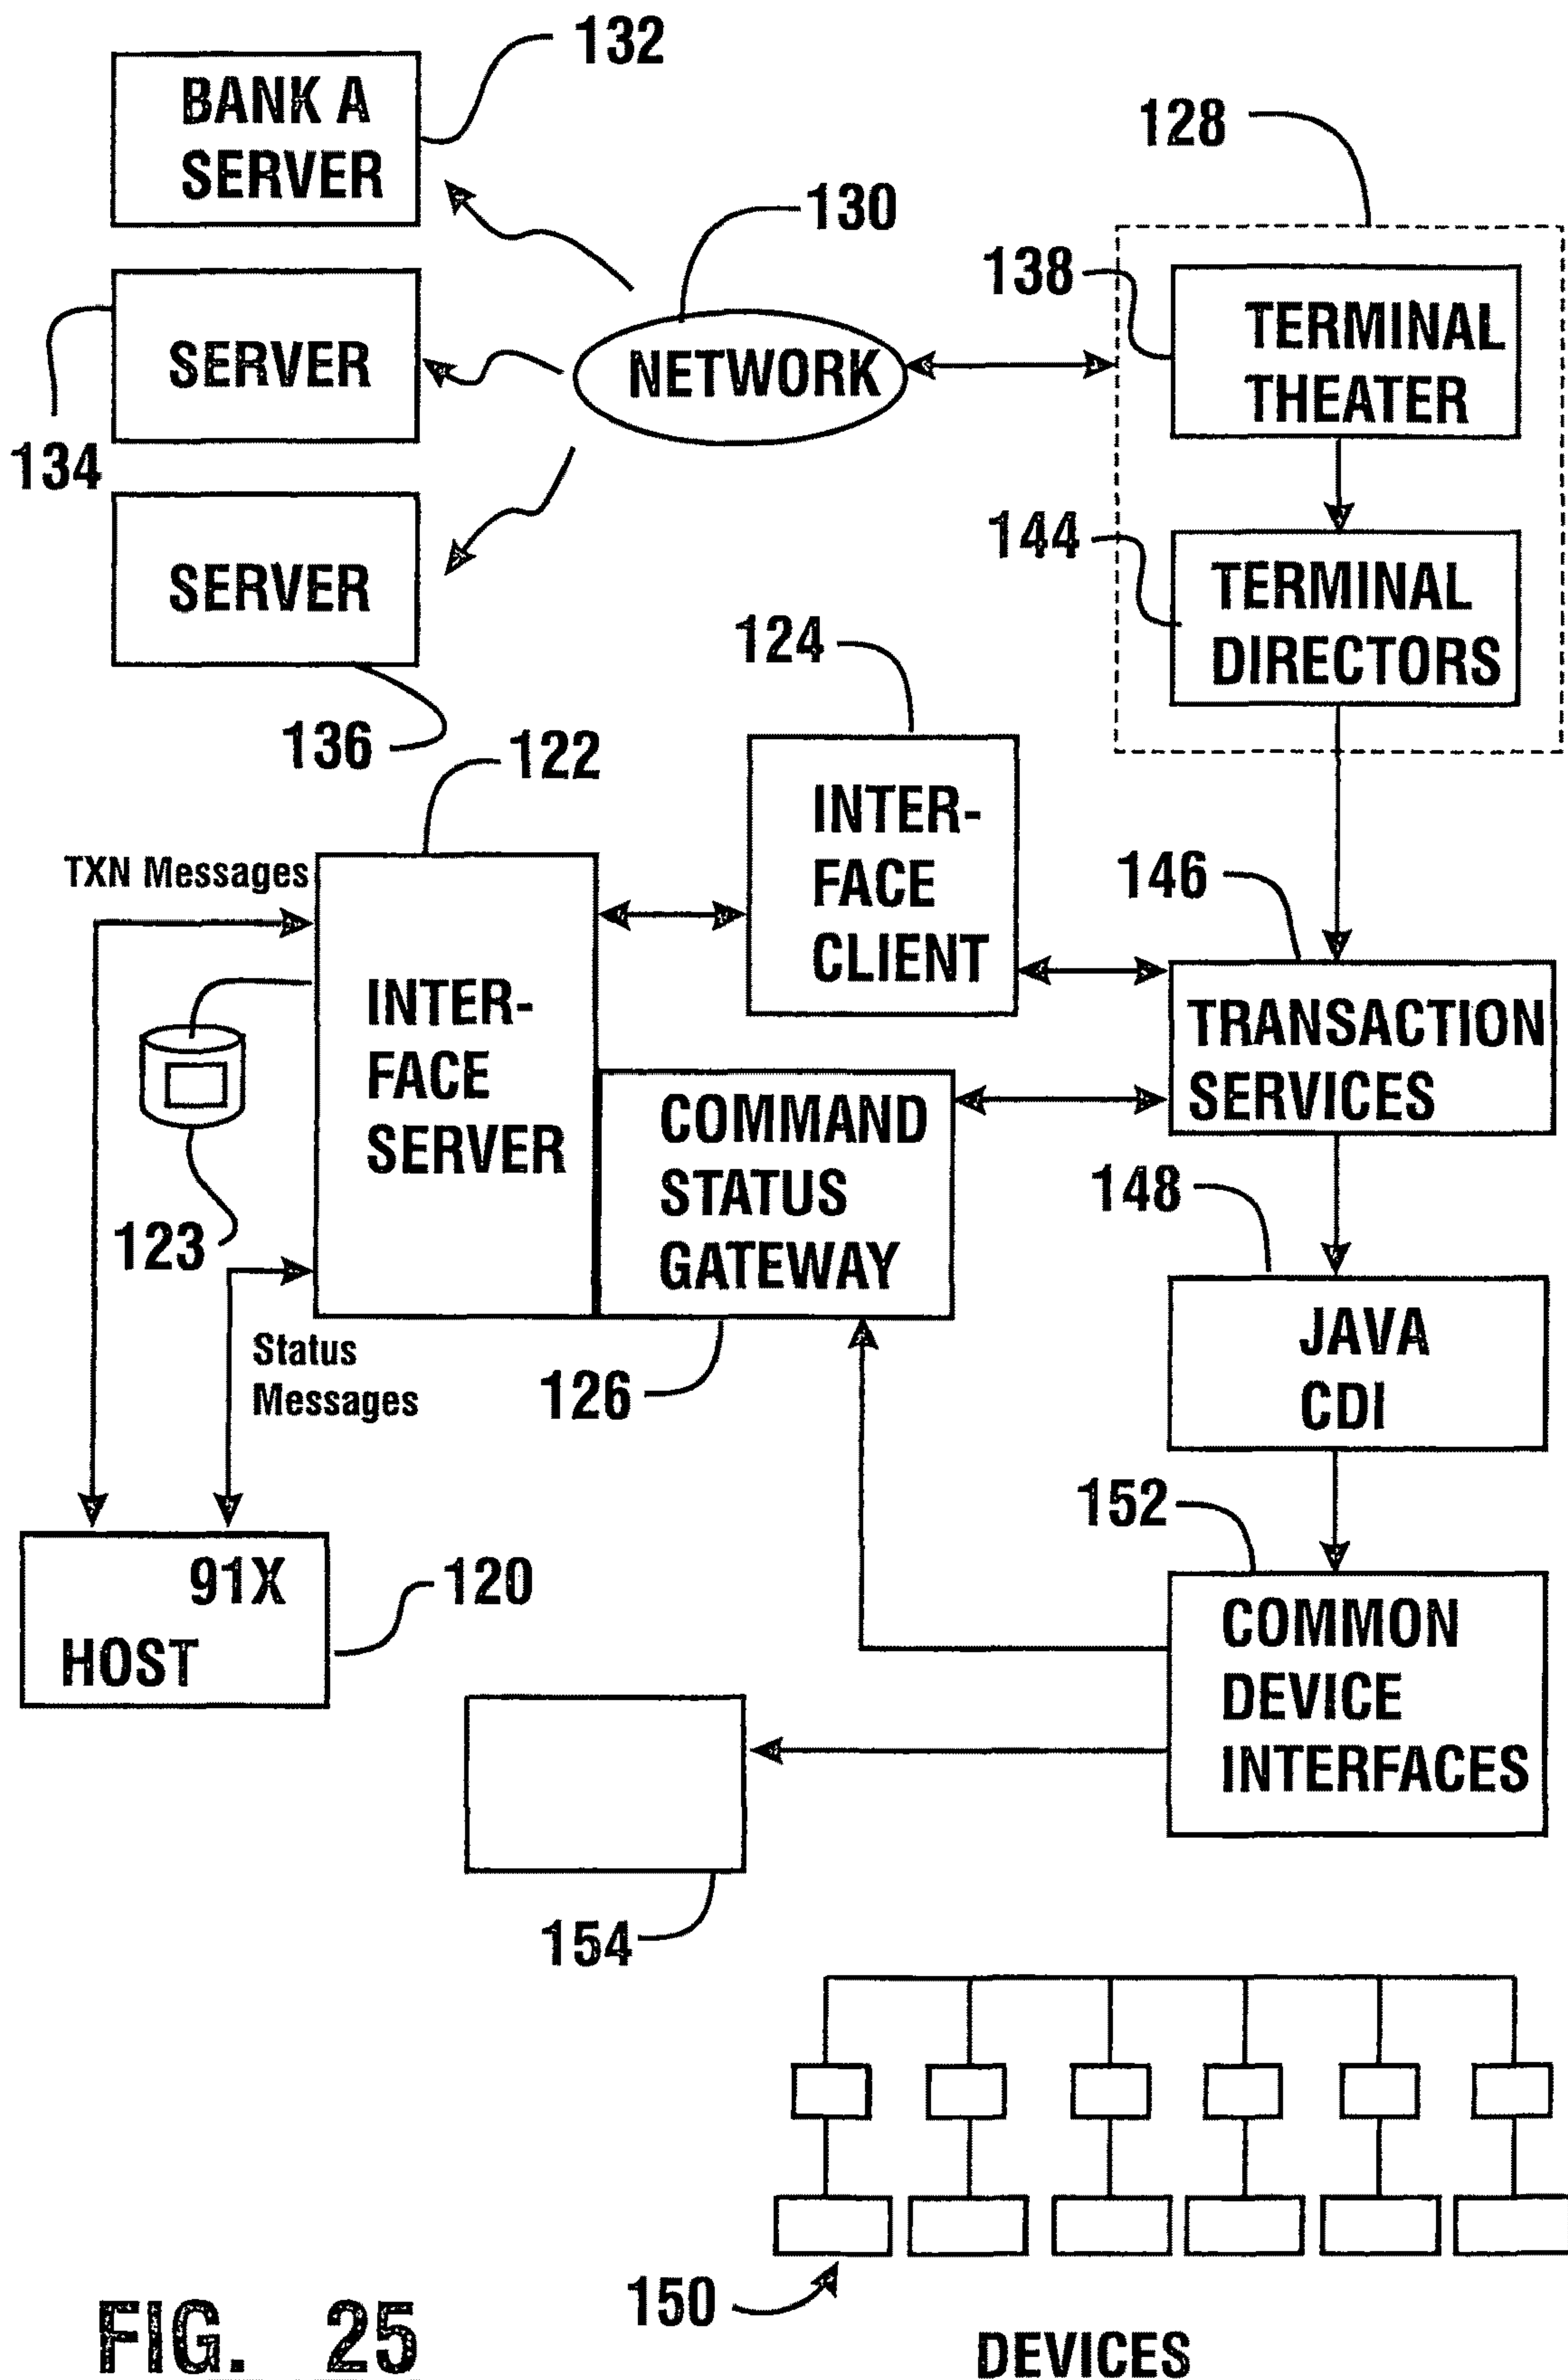 132
BANK A
SERVER
128
130
138
TERMINAL
THEATER
SERVER
NETWORK
134
144
TERMINAL
DIRECTORS
SERVER
124
136
122
INTER-
FACE
CLIENT
TXN Messages
146
INTER-
FACE
SERVER
TRANSACTION
SERVICES
COMMAND
STATUS
GATEWAY
123
148
Status
Messages
126
JAVA
CDI
152
91X
HOST
120
COMMON
DEVICE
INTERFACES
154
150
DEVICES
FIG. 25